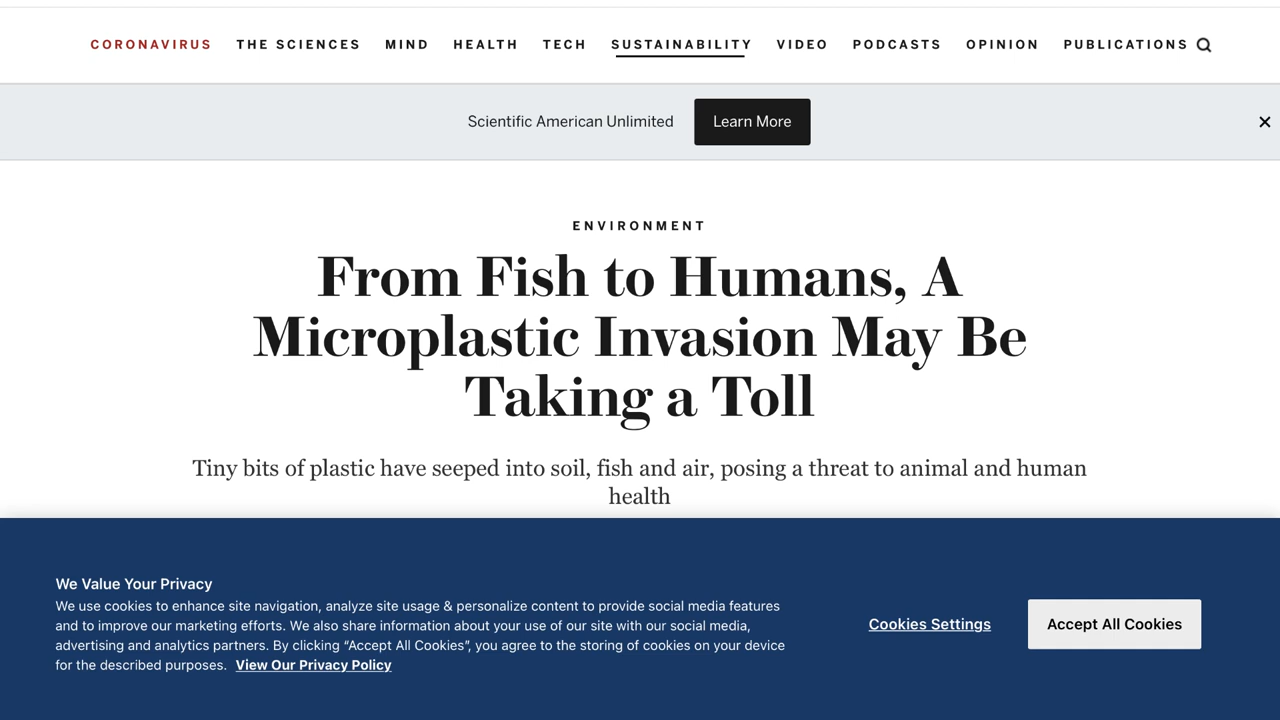 CORONAVIRUS THE SCIENCES MIND HEALTH TECH SUSTAINABILITY VIDEO PODCASTS OPINION PUBLICATIONS
Scientific American Unlimited Learn More
ENVIRONMENT
From Fish to Humans, A
Microplastic Invasion May Be
Taking a Toll
Tiny bits of plastic have seeped into soil, fish and air, posing a threat to animal and human
health
We Value Your Privacy
We use cookies to enhance site navigation, analyze site usage & personalize content to provide social media features
and to improve our marketing efforts. We also share information about your use of our site with our social media,
advertising and analytics partners. By clicking “Accept All Cookies”, you agree to the storing of cookies on your device
for the described purposes. View Our Privacy Policy
Cookies Settings
Accept All Cookies